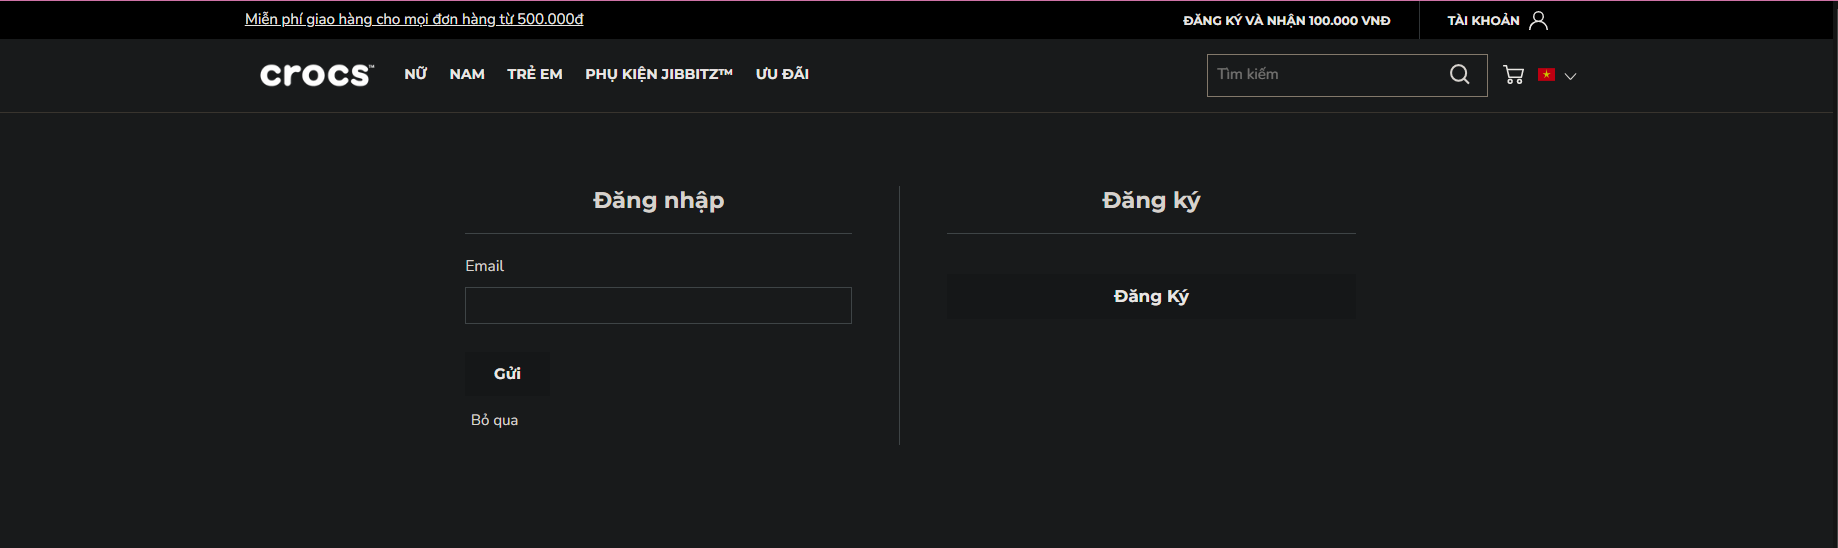 Miễn phí giao hàng cho mọi đơn hàng từ 500.000đ
ĐĂNG KÝ VÀ NHẬN 100.000 VNĐ
TÀI KHOẢN
crocs™
NỮ
NAM
TRẺ EM
PHỤ KIỆN JIBBITZ™
ƯU ĐÃI
Tìm kiếm
Đăng nhập
Email
Gửi
Bỏ qua
Đăng ký
Đăng Ký